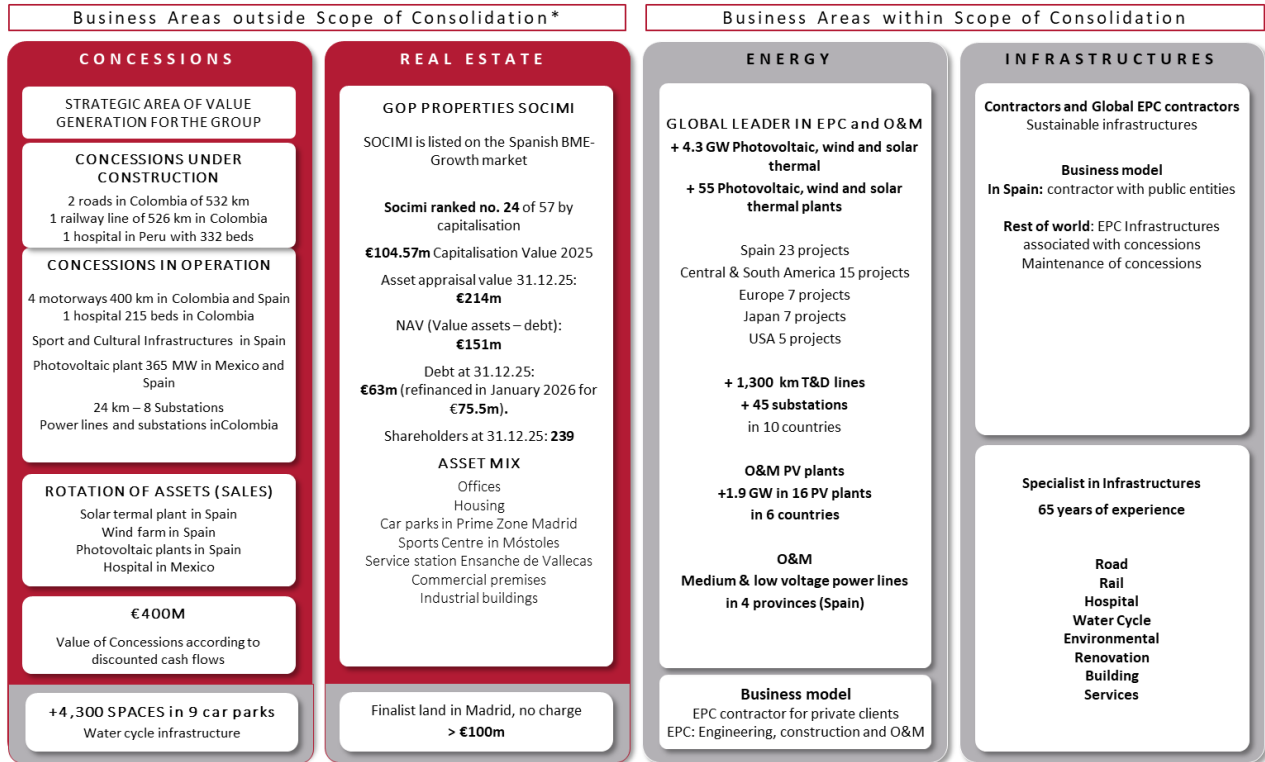 Business Areas outside Scope of Consolidation*
Business Areas within Scope of Consolidation
CONCESSIONS
STRATEGIC AREA OF VALUE
GENERATION FOR THE GROUP
CONCESSIONS UNDER
CONSTRUCTION
2 roads in Colombia of 532 km
1 railway line of 526 km in Colombia
1 hospital in Peru with 332 beds
CONCESSIONS IN OPERATION
4 motorways 400 km in Colombia and Spain
1 hospital 215 beds in Colombia
Sport and Cultural Infrastructures in Spain
Photovoltaic plant 365 MW in Mexico and
Spain
24 km – 8 Substations
Power lines and substations inColombia
ROTATION OF ASSETS (SALES)
Solar termal plant in Spain
Wind farm in Spain
Photovoltaic plants in Spain
Hospital in Mexico
€400M
Value of Concessions according to
discounted cash flows
+4,300 SPACES in 9 car parks
Water cycle infrastructure
REAL ESTATE
GOP PROPERTIES SOCIMI
SOCIMI is listed on the Spanish BME-
Growth market
Socimi ranked no. 24 of 57 by
capitalisation
€104.57m Capitalisation Value 2025
Asset appraisal value 31.12.25:
€214m
NAV (Value assets – debt):
€151m
Debt at 31.12.25:
€63m (refinanced in January 2026 for
€75.5m).
Shareholders at 31.12.25: 239
ASSET MIX
Offices
Housing
Car parks in Prime Zone Madrid
Sports Centre in Móstoles
Service station Ensanche de Vallecas
Commercial premises
Industrial buildings
Finalist land in Madrid, no charge
> €100m
ENERGY
GLOBAL LEADER IN EPC and O&M
+ 4.3 GW Photovoltaic, wind and solar
thermal
+ 55 Photovoltaic, wind and solar
thermal plants
Spain 23 projects
Central & South America 15 projects
Europe 7 projects
Japan 7 projects
USA 5 projects
+ 1,300 km T&D lines
+ 45 substations
in 10 countries
O&M PV plants
+1.9 GW in 16 PV plants
in 6 countries
O&M
Medium & low voltage power lines
in 4 provinces (Spain)
Business model
EPC contractor for private clients
EPC: Engineering, construction and O&M
INFRASTRUCTURES
Contractors and Global EPC contractors
Sustainable infrastructures
Business model
In Spain: contractor with public entities
Rest of world: EPC Infrastructures
associated with concessions
Maintenance of concessions
Specialist in Infrastructures
65 years of experience
Road
Rail
Hospital
Water Cycle
Environmental
Renovation
Building
Services